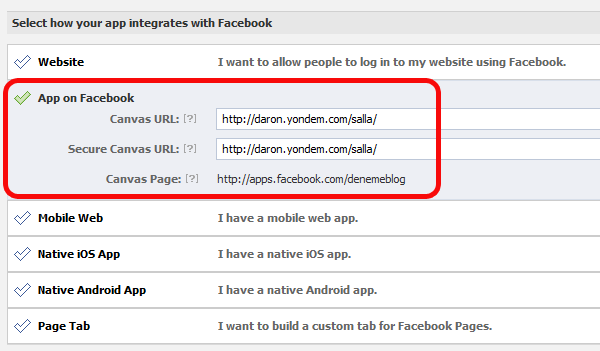 Select how your app integrates with Facebook
Website I want to allow people to log in to my website using Facebook.
App on Facebook
Canvas URL: [?] http://daron.yondem.com/salla/
Secure Canvas URL: [?] http://daron.yondem.com/salla/
Canvas Page: [?] http://apps.facebook.com/denemeblog
Mobile Web I have a mobile web app.
Native iOS App I have a native iOS app.
Native Android App I have a native Android app.
Page Tab I want to build a custom tab for Facebook Pages.